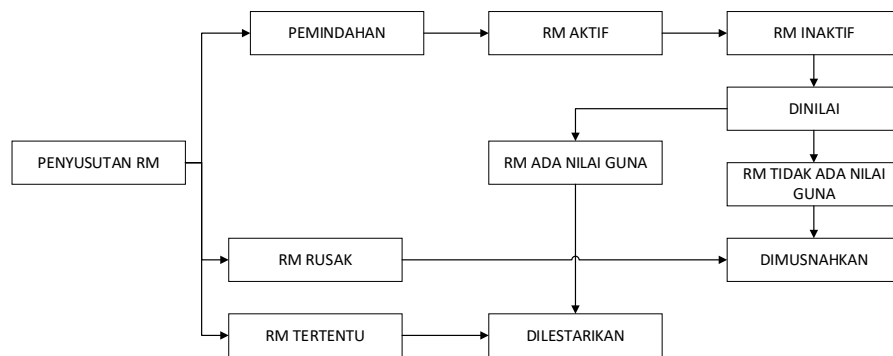 PEMINDAHAN
RM AKTIF
RM INAKTIF
DINILAI
PENYUSUTAN RM
RM ADA NILAI GUNA
RM TIDAK ADA NILAI
GUNA
RM RUSAK
DIMUSNAHKAN
RM TERTENTU
DILESTARIKAN